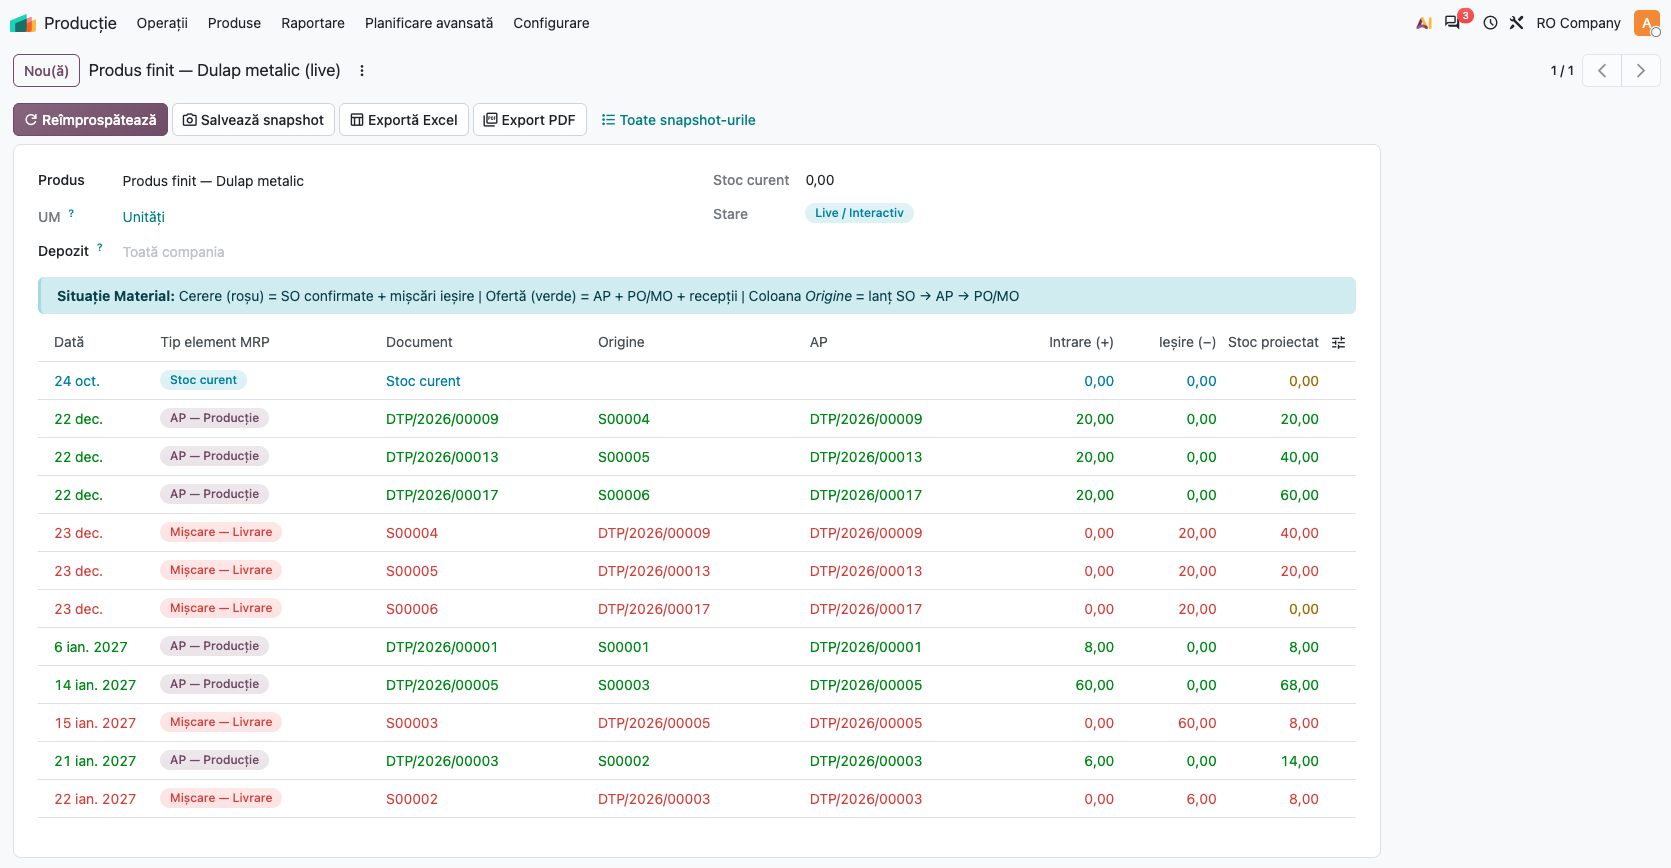 Producție Operații Produse Raportare Planificare avansată Configurare 3 RO Company A
Nou(ă) Produs finit — Dulap metalic (live) 1 / 1
Reîmprospătează Salvează snapshot Exportă Excel Export PDF Toate snapshot-urile
Produs Produs finit — Dulap metalic Stoc curent 0,00
UM ? Unități Stare Live / Interactiv
Depozit ? Toată compania
Situație Material: Cerere (roșu) = SO confirmate + mișcări ieșire | Ofertă (verde) = AP + PO/MO + recepții | Coloana Origine = lanț SO → AP → PO/MO
Dată Tip element MRP Document Origine AP Intrare (+) Ieșire (−) Stoc proiectat
24 oct. Stoc curent Stoc curent 0,00 0,00 0,00
22 dec. AP — Producție DTP/2026/00009 S00004 DTP/2026/00009 20,00 0,00 20,00
22 dec. AP — Producție DTP/2026/00013 S00005 DTP/2026/00013 20,00 0,00 40,00
22 dec. AP — Producție DTP/2026/00017 S00006 DTP/2026/00017 20,00 0,00 60,00
23 dec. Mișcare — Livrare S00004 DTP/2026/00009 DTP/2026/00009 0,00 20,00 40,00
23 dec. Mișcare — Livrare S00005 DTP/2026/00013 DTP/2026/00013 0,00 20,00 20,00
23 dec. Mișcare — Livrare S00006 DTP/2026/00017 DTP/2026/00017 0,00 20,00 0,00
6 ian. 2027 AP — Producție DTP/2026/00001 S00001 DTP/2026/00001 8,00 0,00 8,00
14 ian. 2027 AP — Producție DTP/2026/00005 S00003 DTP/2026/00005 60,00 0,00 68,00
15 ian. 2027 Mișcare — Livrare S00003 DTP/2026/00005 DTP/2026/00005 0,00 60,00 8,00
21 ian. 2027 AP — Producție DTP/2026/00003 S00002 DTP/2026/00003 6,00 0,00 14,00
22 ian. 2027 Mișcare — Livrare S00002 DTP/2026/00003 DTP/2026/00003 0,00 6,00 8,00